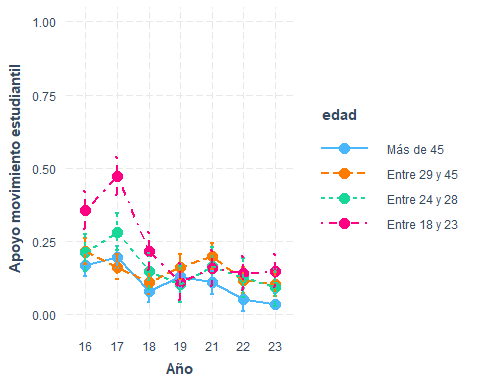 Apoyo movimiento estudiantil
1.00
0.75
0.50
0.25
0.00
16 17 18 19 21 22 23
Año
edad
Más de 45
Entre 29 y 45
Entre 24 y 28
Entre 18 y 23